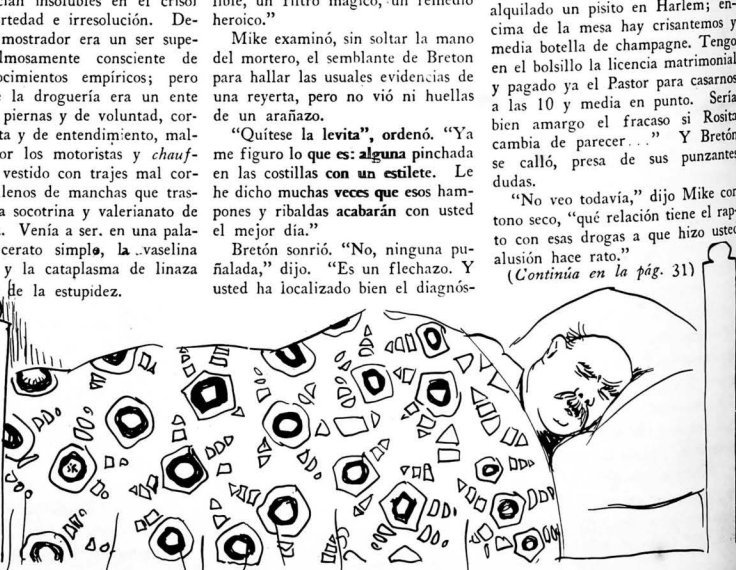 insolubles en el crisol
rtedad e irresolución. De-
mostrador era un ser supe-
lmosamente consciente de
ocimientos empíricos; pero
la droguería era un ente
piernas y de voluntad, cor-
ta y de entendimiento, mal-
or los motoristas y chauf-
vestido con trajes mal cor-
llenos de manchas que tras-
a socotrina y valerianato de
. Venía a ser. en una pala-
cerato simple, la vaselina
y la cataplasma de linaza
de la estupidez.
un filtro mágico, un remedio
heroico.”
Mike examinó, sin soltar la mano
del mortero, el semblante de Breton
para hallar las usuales evidencias de
una reyerta, pero no vió ni huellas
de un arañazo.
“Quítese la levita”, ordenó. “Ya
me figuro lo que es: alguna pinchada
en las costillas con un estilete. Le
he dicho muchas veces que esos ham-
pones y ribaldas acabarán con usted
el mejor día.”
Bretón sonrió. “No, ninguna pu-
ñalada,” dijo. “Es un flechazo. Y
usted ha localizado bien el diagnós-
alquilado un pisito en Harlem; en-
cima de la mesa hay crisantemos y
media botella de champagne. Tengo
en el bolsillo la licencia matrimonial
y pagado ya el Pastor para casarnos
a las 10 y media en punto. Sería
bien amargo el fracaso si Rosita
cambia de parecer...” Y Bretón
se calló, presa de sus punzantes
dudas.
“No veo todavía,” dijo Mike con
tono seco, “qué relación tiene el rap-
to con esas drogas a que hizo usted
alusión hace rato.”
(Continúa en la pág. 31)